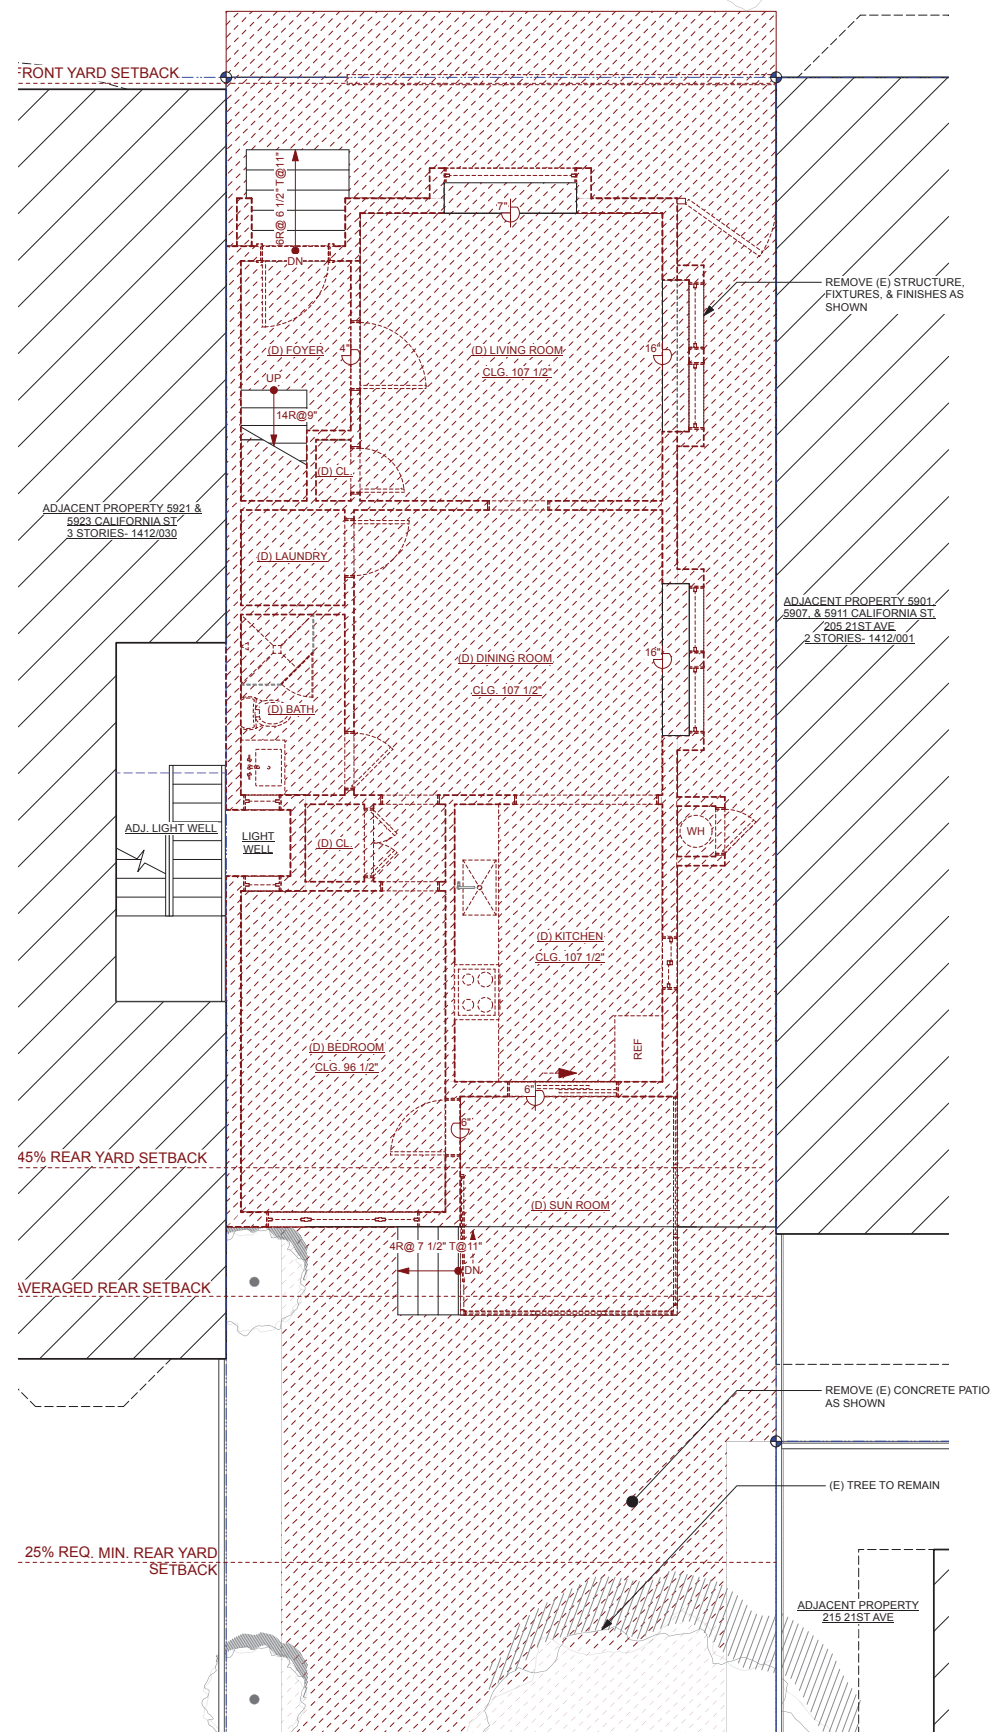 FRONT YARD SETBACK
6R@ 6 1/2" T@11"
DN
7"
REMOVE (E) STRUCTURE,
FIXTURES, & FINISHES AS
SHOWN
(D) FOYER
4"
(D) LIVING ROOM
CLG. 107 1/2"
16"
UP
14R@9"
(D) CL.
ADJACENT PROPERTY 5921 &
5923 CALIFORNIA ST
3 STORIES- 1412/030
(D) LAUNDRY
ADJACENT PROPERTY 5901,
5907, & 5911 CALIFORNIA ST,
205 21ST AVE
2 STORIES- 1412/001
(D) DINING ROOM
CLG. 107 1/2"
16"
(D) BATH
ADJ. LIGHT WELL
LIGHT
WELL
(D) CL.
WH
(D) KITCHEN
CLG. 107 1/2"
(D) BEDROOM
CLG. 96 1/2"
REF
6"
6"
45% REAR YARD SETBACK
(D) SUN ROOM
4R@ 7 1/2" T@11"
DN
AVERAGED REAR SETBACK
REMOVE (E) CONCRETE PATIO
AS SHOWN
(E) TREE TO REMAIN
25% REQ. MIN. REAR YARD
SETBACK
ADJACENT PROPERTY
215 21ST AVE